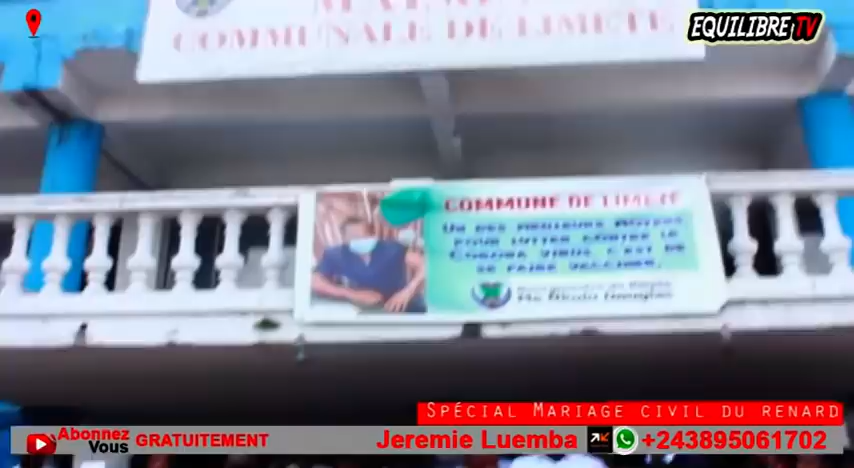 EQUILIBRE TV
COMMUNALE DE LIMETE
COMMUNE DE LIMETE
UN DES MEILLEURS MOYENS
POUR LUTTER CONTRE LE
CORONA VIRUS C'EST DE
SE FAIRE VACCINER.
SPÉCIAL MARIAGE CIVIL DU RENARD
Abonnez
Vous GRATUITEMENT
Jeremie Luemba +243895061702